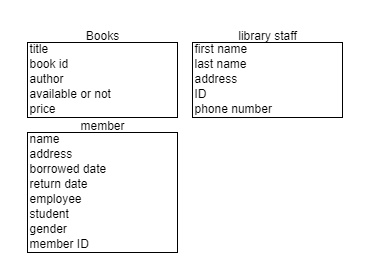 Books
title
book id
author
available or not
price
library staff
first name
last name
address
ID
phone number
member
name
address
borrowed date
return date
employee
student
gender
member ID